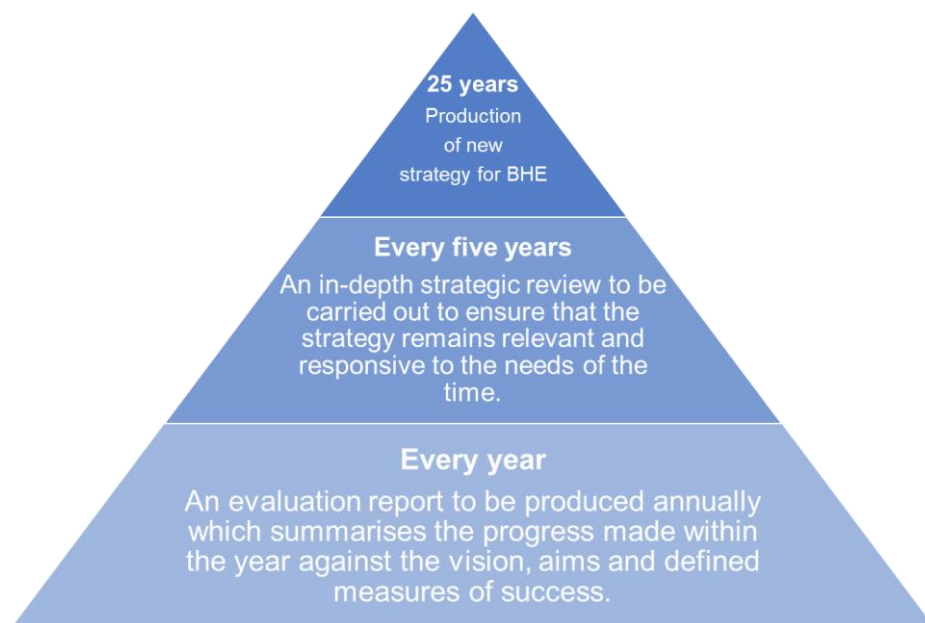 25 years
Production
of new
strategy for BHE
Every five years
An in-depth strategic review to be
carried out to ensure that the
strategy remains relevant and
responsive to the needs of the
time.
Every year
An evaluation report to be produced annually
which summarises the progress made within
the year against the vision, aims and defined
measures of success.